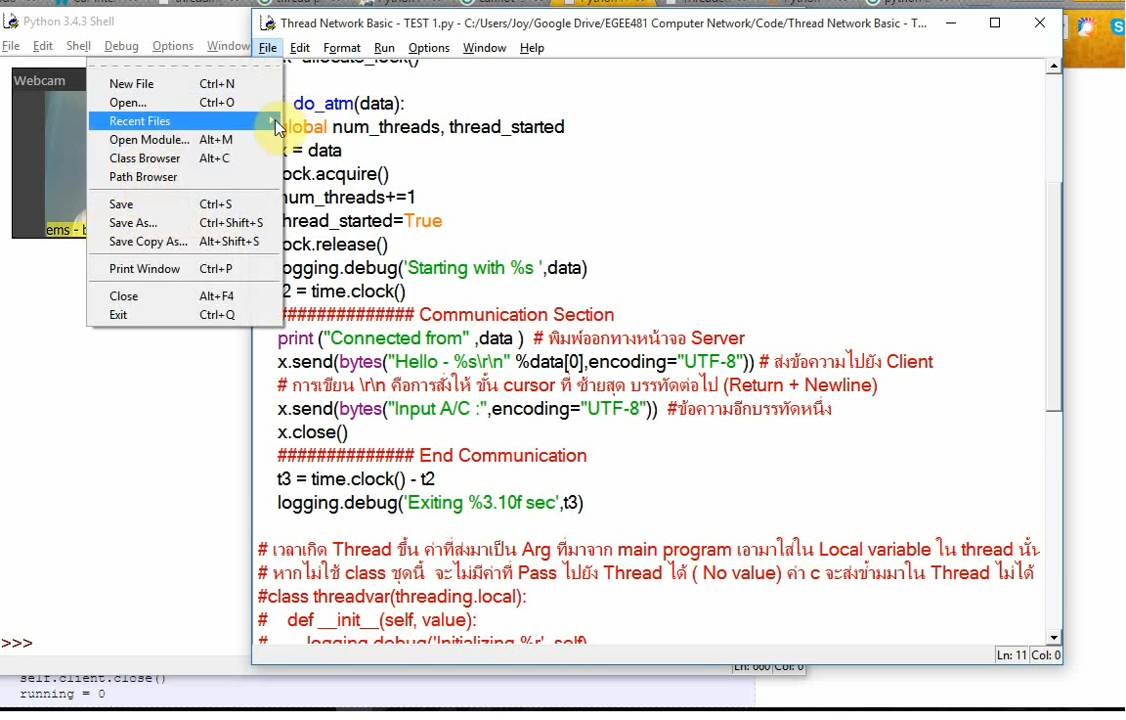 Python 3.4.3 Shell
File Edit Shell Debug Options Window
Webcam
New File Ctrl+N
Open... Ctrl+O
Recent Files
Open Module... Alt+M
Class Browser Alt+C
Path Browser
Save Ctrl+S
Save As... Ctrl+Shift+S
Save Copy As... Alt+Shift+S
Print Window Ctrl+P
Close Alt+F4
Exit Ctrl+Q
ems - b
>>>
Thread Network Basic - TEST 1.py - C:/Users/Joy/Google Drive/EGEE481 Computer Network/Code/Thread Network Basic - T...
File Edit Format Run Options Window Help
allocate_lock()
do_atm(data):
global num_threads, thread_started
x = data
ock.acquire()
num_threads+=1
hread_started=True
ock.release()
ogging.debug('Starting with %s ',data)
2 = time.clock()
############# Communication Section
print ("Connected from" ,data ) # พิมพ์ออกทางหน้าจอ Server
x.send(bytes("Hello - %s\r\n" %data[0],encoding="UTF-8")) # ส่งข้อความไปยัง Client
# การเขียน \r\n คือการสั่งให้ ขั้น cursor ที่ ซ้ายสุด บรรทัดต่อไป (Return + Newline)
x.send(bytes("Input A/C :",encoding="UTF-8")) #ข้อความอีกบรรทัดหนึ่ง
x.close()
############## End Communication
t3 = time.clock() - t2
logging.debug('Exiting %3.10f sec',t3)
# เวลาเกิด Thread ขึ้น ค่าที่ส่งมาเป็น Arg ที่มาจาก main program เอามาใส่ใน Local variable ใน thread นั้น
# หากไม่ใช้ class ชุดนี้ จะไม่มีค่าที่ Pass ไปยัง Thread ได้ ( No value) ค่า c จะส่งข้ามมาใน Thread ไม่ได้
#class threadvar(threading.local):
# def __init__(self, value):
# logging.debug('Initializing %r', self)
Ln: 11 Col: 0
Ln: 660 Col: 0
self.client.close()
running = 0